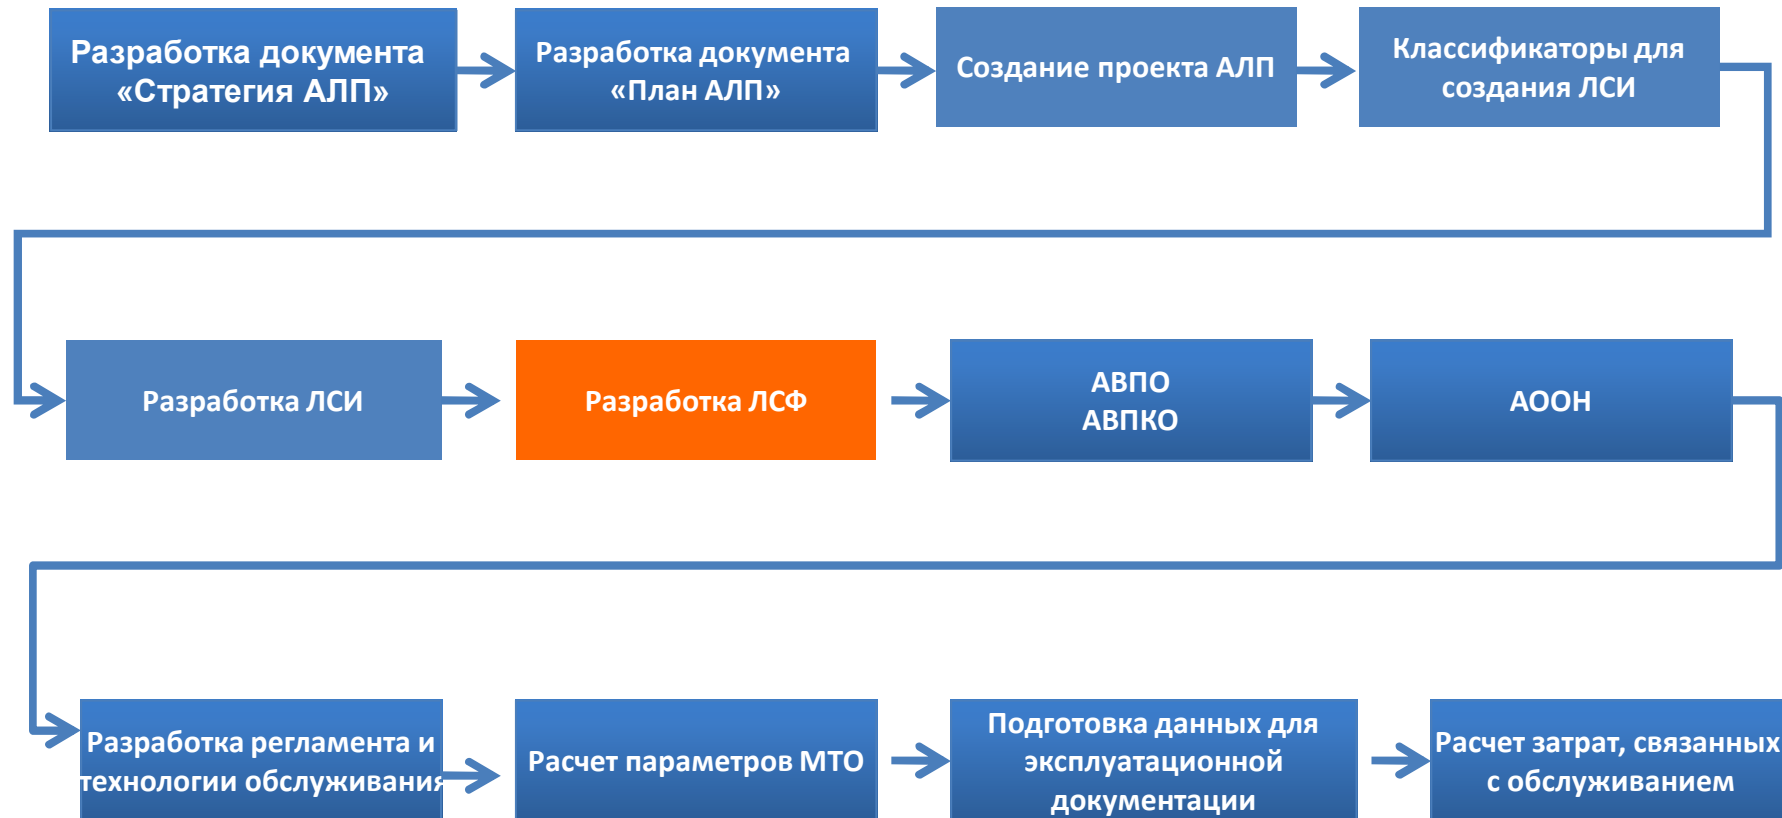 Разработка документа
«Стратегия АЛП»
Разработка документа
«План АЛП»
Создание проекта АЛП
Классификаторы для
создания ЛСИ
Разработка ЛСИ
Разработка ЛСФ
АВПО
АВПКО
АООН
Разработка регламента и
технологии обслуживания
Расчет параметров МТО
Подготовка данных для
эксплуатационной
документации
Расчет затрат, связанных
с обслуживанием